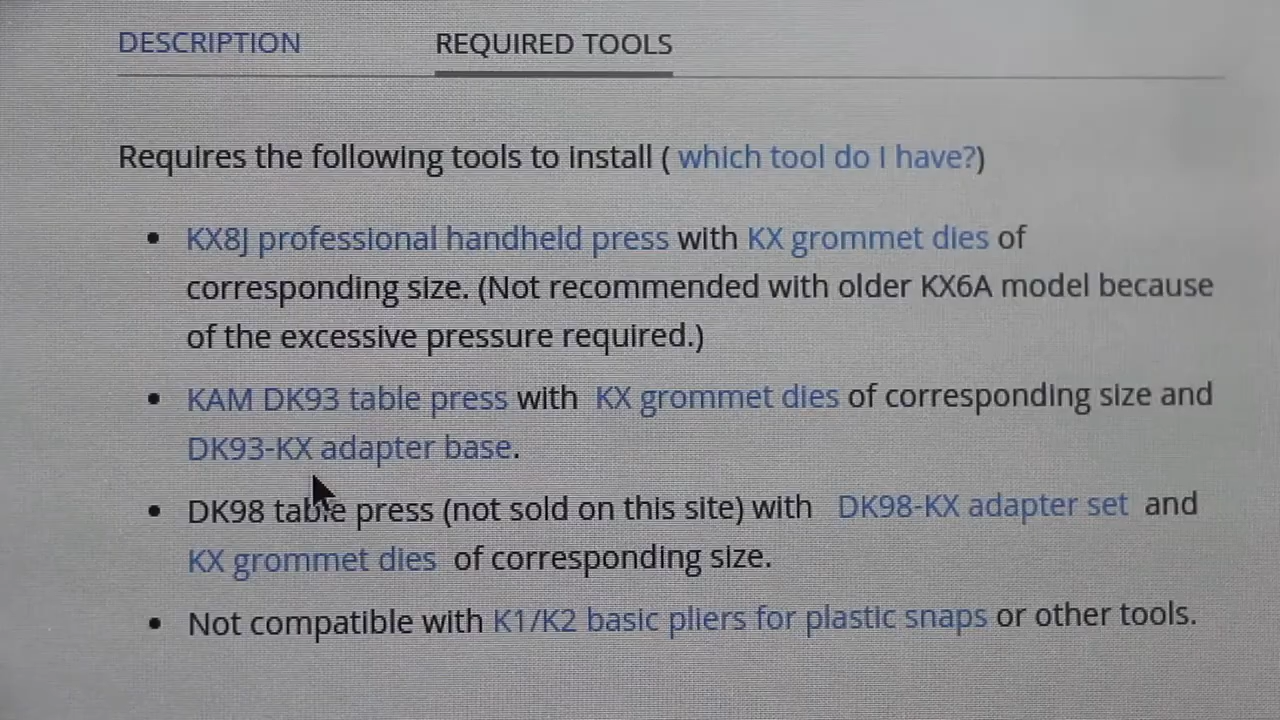 DESCRIPTION REQUIRED TOOLS
Requires the following tools to install ( which tool do I have?)
• KX8J professional handheld press with KX grommet dies of
corresponding size. (Not recommended with older KX6A model because
of the excessive pressure required.)
• KAM DK93 table press with KX grommet dies of corresponding size and
DK93-KX adapter base.
• DK98 table press (not sold on this site) with DK98-KX adapter set and
KX grommet dies of corresponding size.
• Not compatible with K1/K2 basic pliers for plastic snaps or other tools.